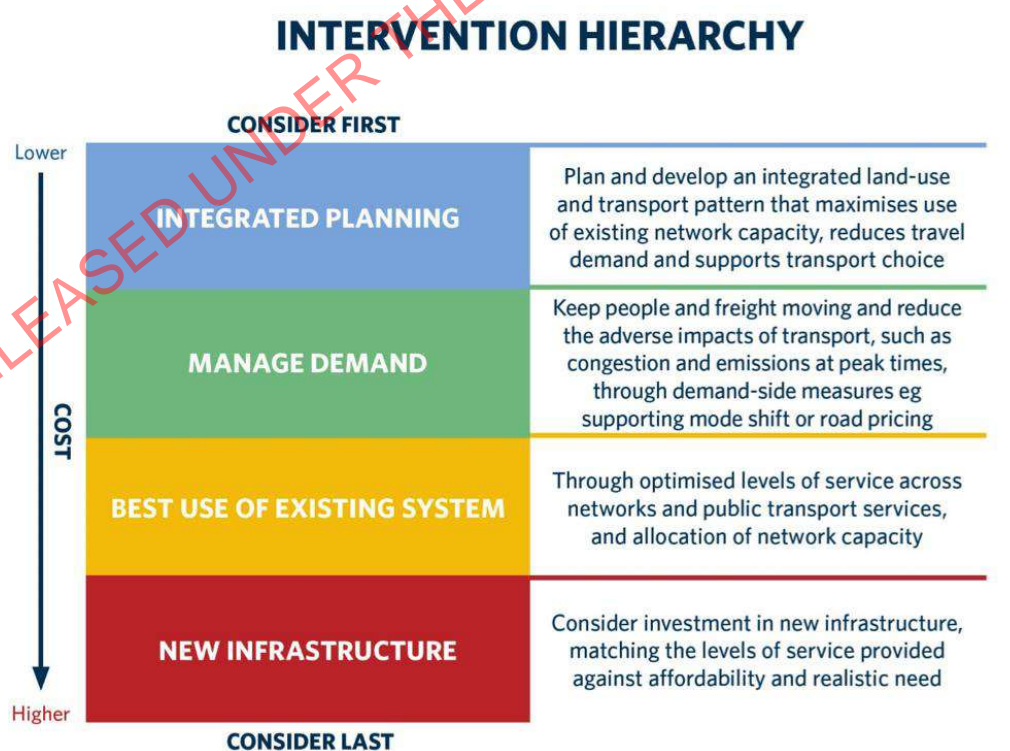 INTERVENTION HIERARCHY
CONSIDER FIRST
Lower
COST
Higher
INTEGRATED PLANNING
Plan and develop an integrated land-use
and transport pattern that maximises use
of existing network capacity, reduces travel
demand and supports transport choice
MANAGE DEMAND
Keep people and freight moving and reduce
the adverse impacts of transport, such as
congestion and emissions at peak times,
through demand-side measures eg
supporting mode shift or road pricing
BEST USE OF EXISTING SYSTEM
Through optimised levels of service across
networks and public transport services,
and allocation of network capacity
NEW INFRASTRUCTURE
Consider investment in new infrastructure,
matching the levels of service provided
against affordability and realistic need
CONSIDER LAST
UNDER